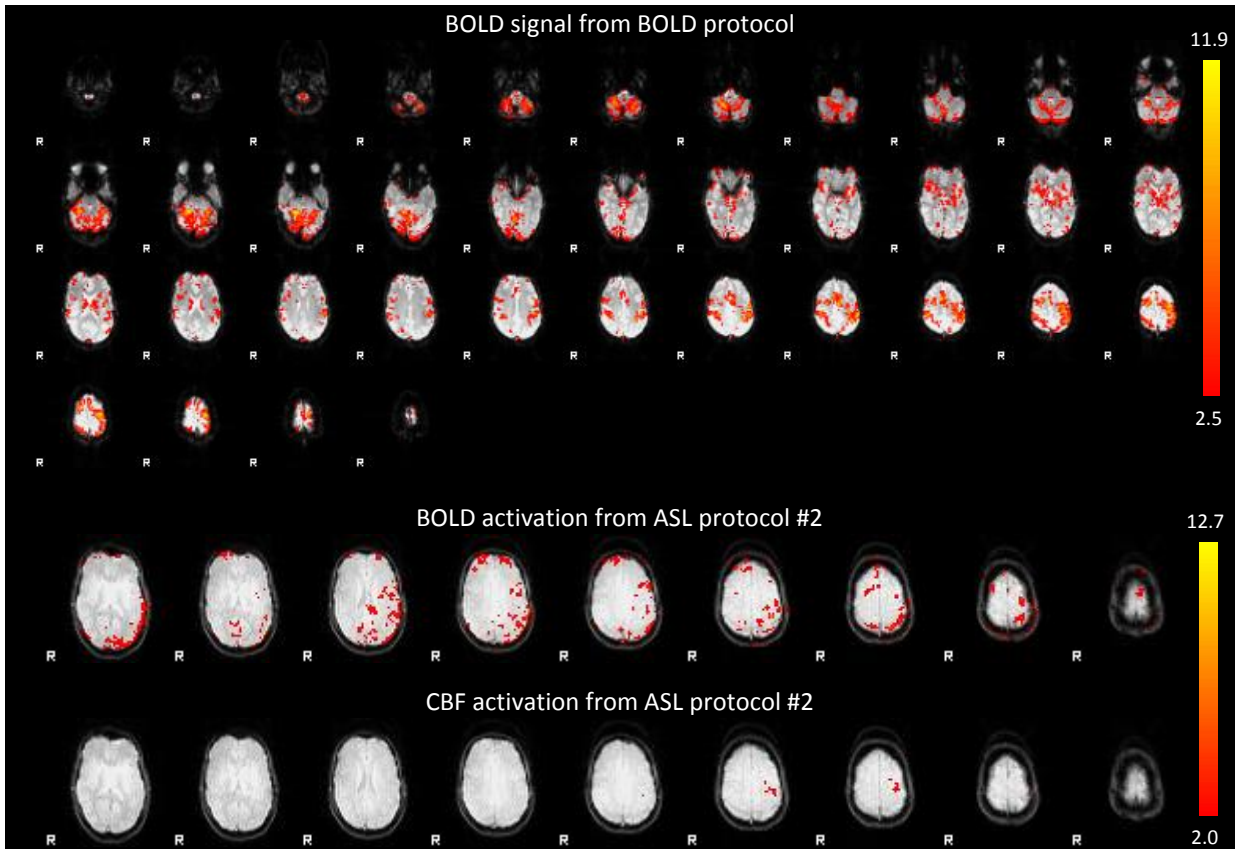 BOLD signal from BOLD protocol
11.9
R R R R R R R R R R R
R R R R R R R R R R R
R R R R R R R R R R R
2.5
R R R R
BOLD activation from ASL protocol #2
12.7
R R R R R R R R R
CBF activation from ASL protocol #2
R R R R R R R R R
2.0